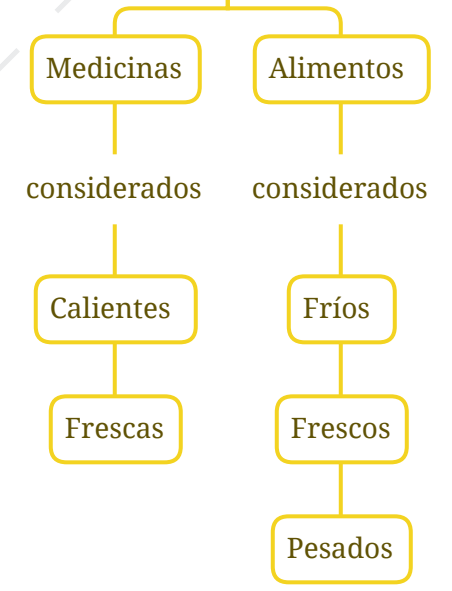 Medicinas
Alimentos
considerados
considerados
Calientes
Fríos
Frescas
Frescos
Pesados